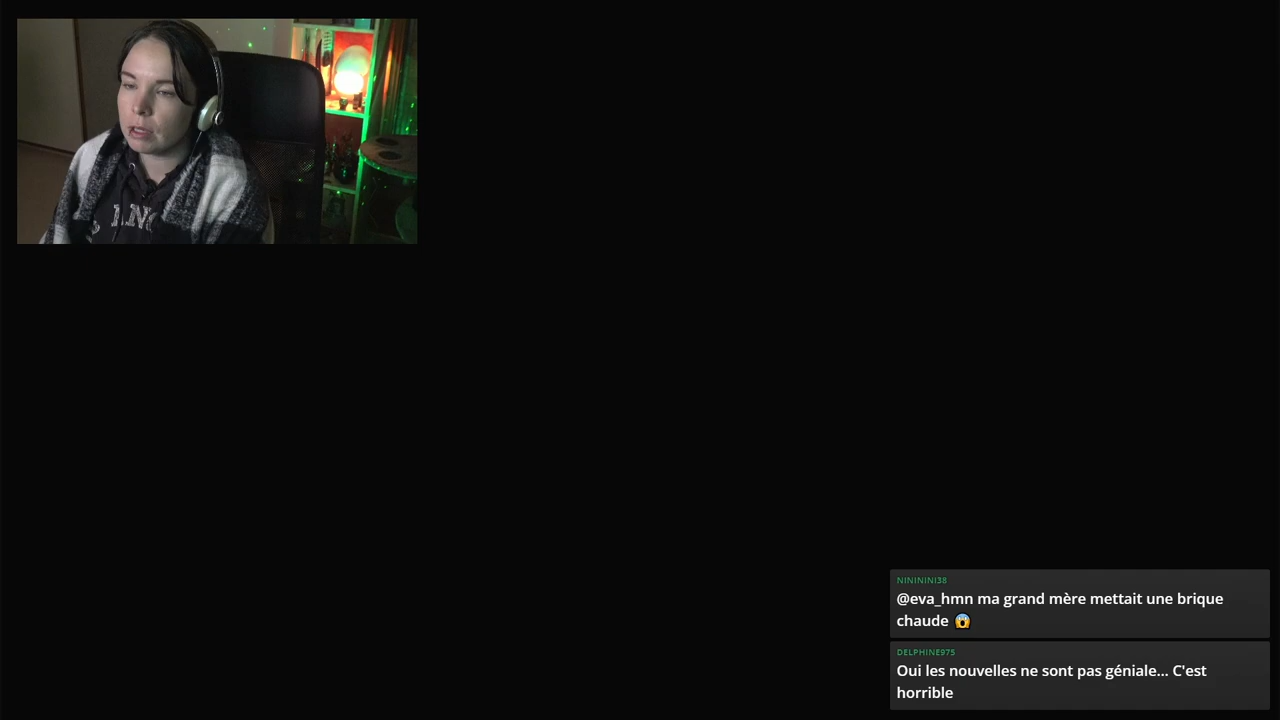 NINININI38
@eva_hmn ma grand mère mettait une brique
chaude 😱
DELPHINE975
Oui les nouvelles ne sont pas géniale... C'est
horrible